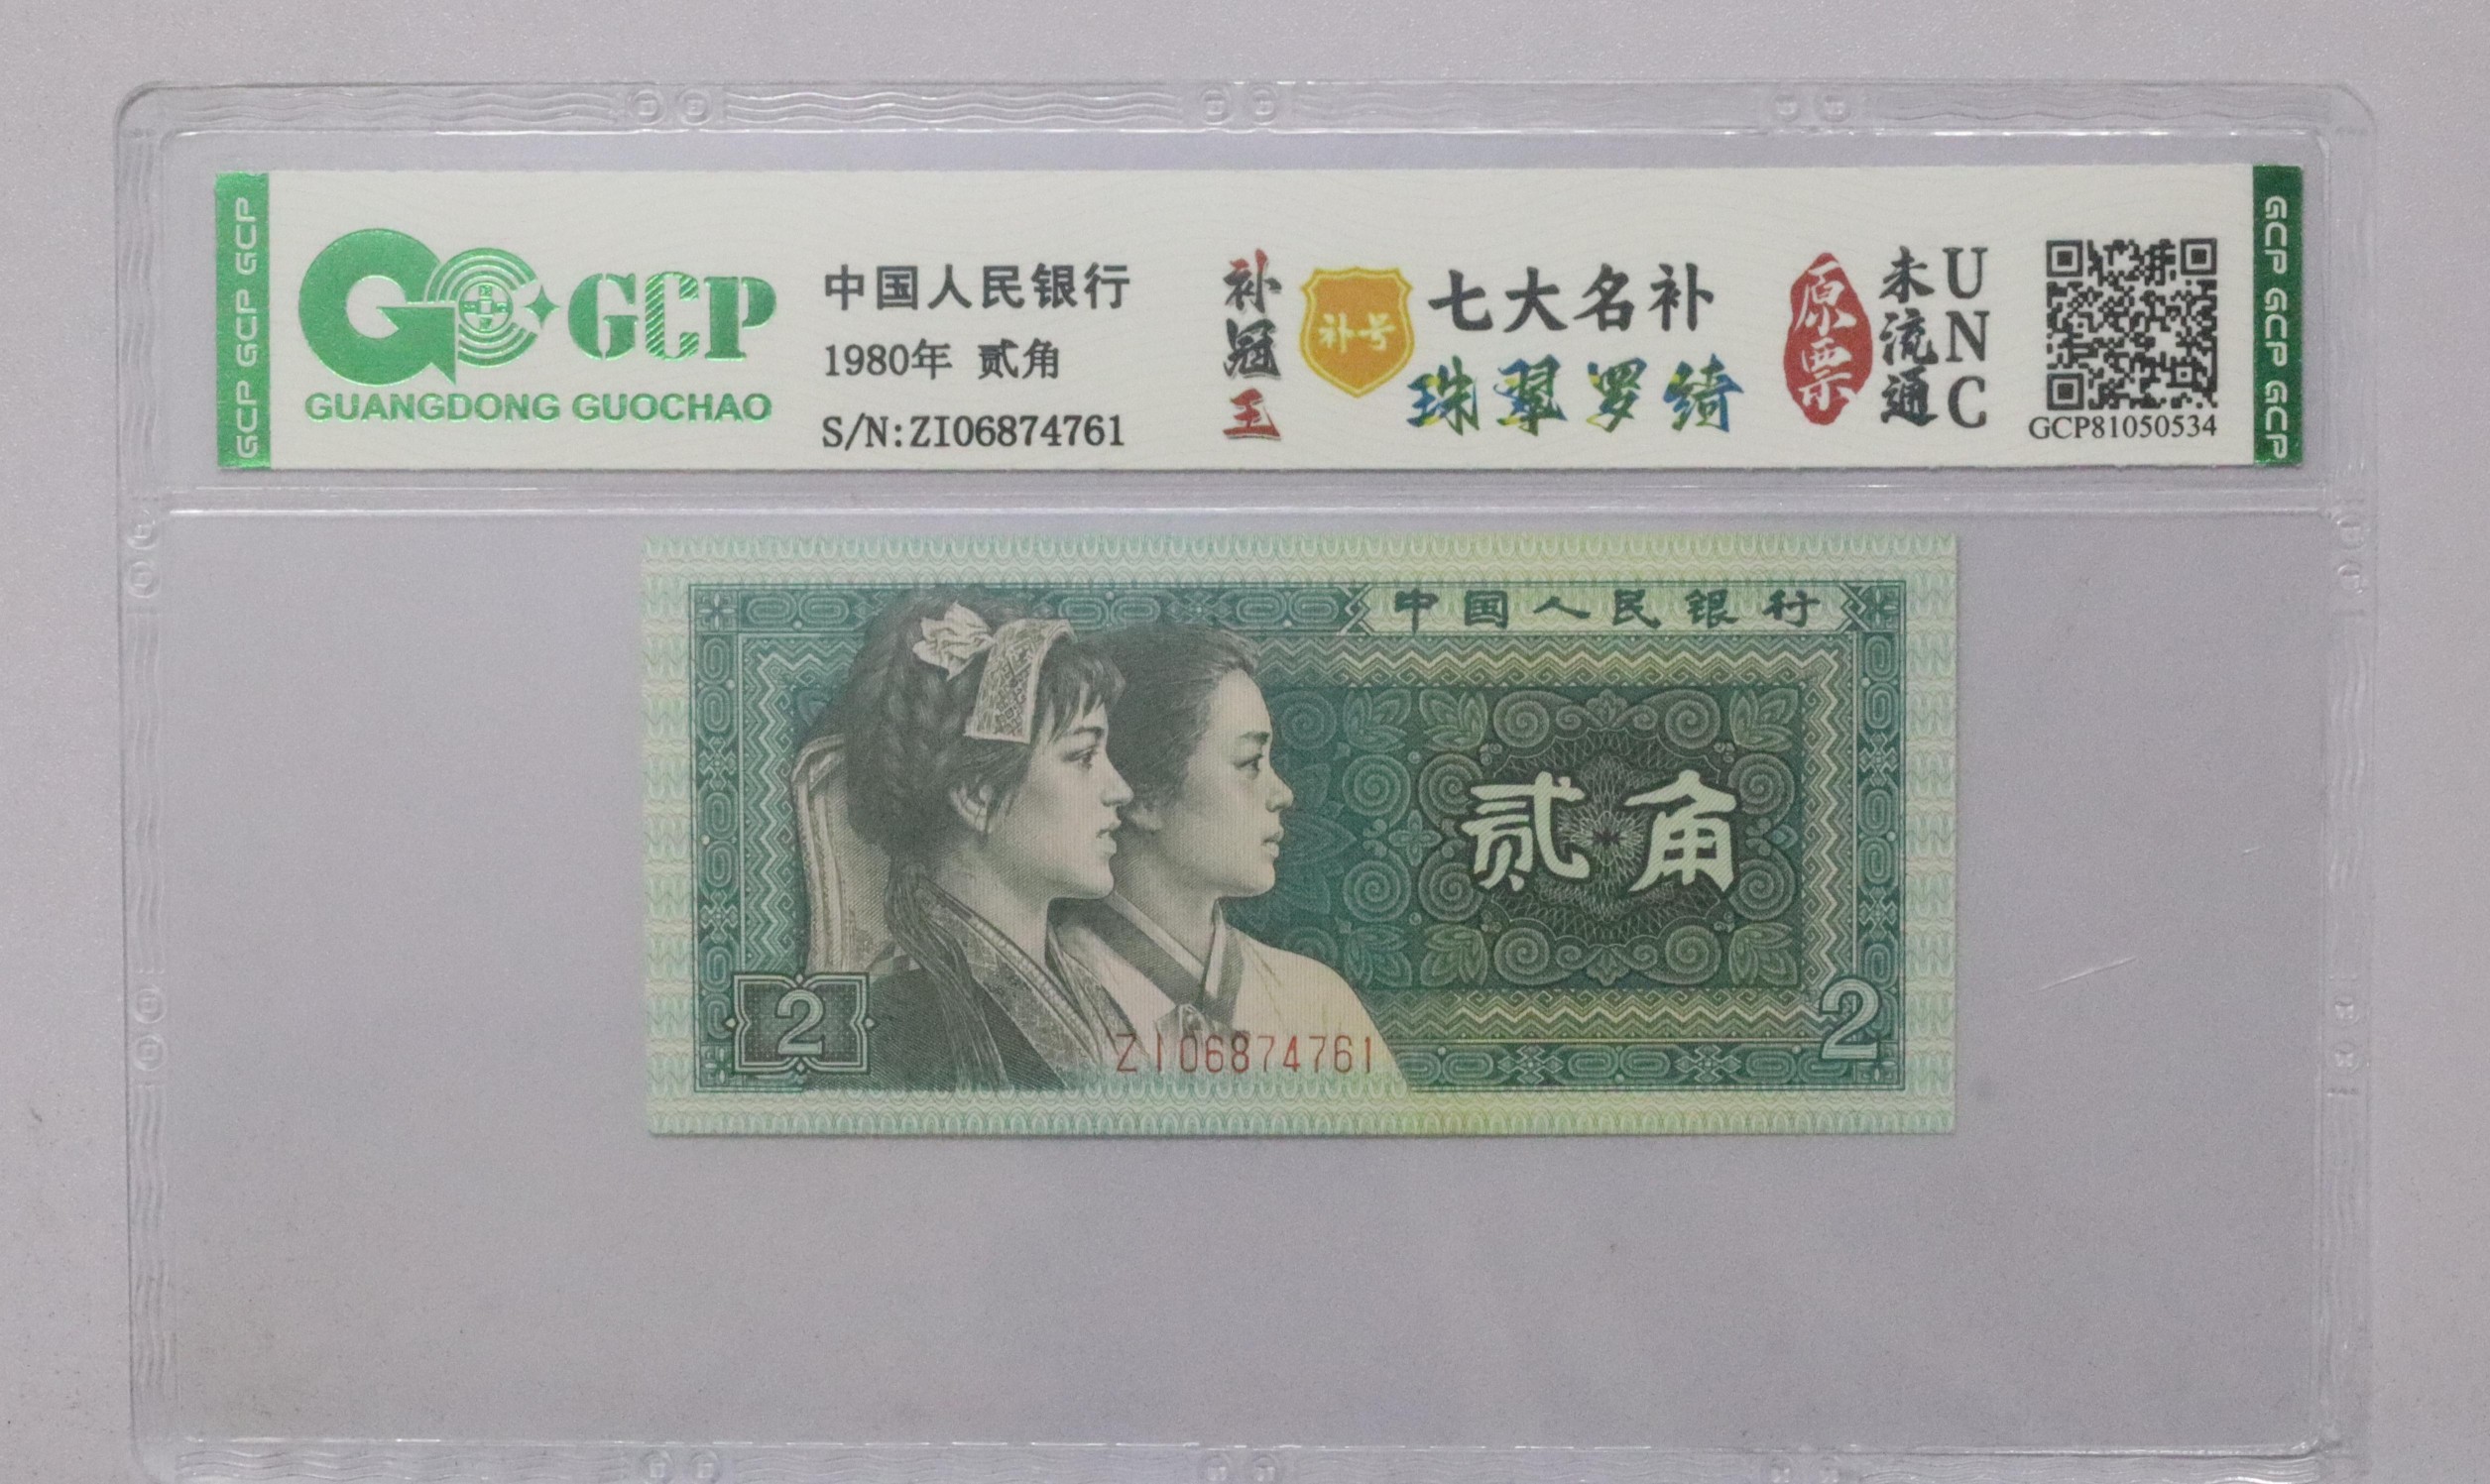 GCP GCP GCP
GCP
GUANGDONG GUOCHAO
中国人民银行
1980年 贰角
S/N:ZI06874761
补冠王
补号
七大名补
珠翠罗绮
原票
未流通
UNC
GCP81050534
GCP GCP GCP
中国人民银行
贰角
2
ZI06874761
2